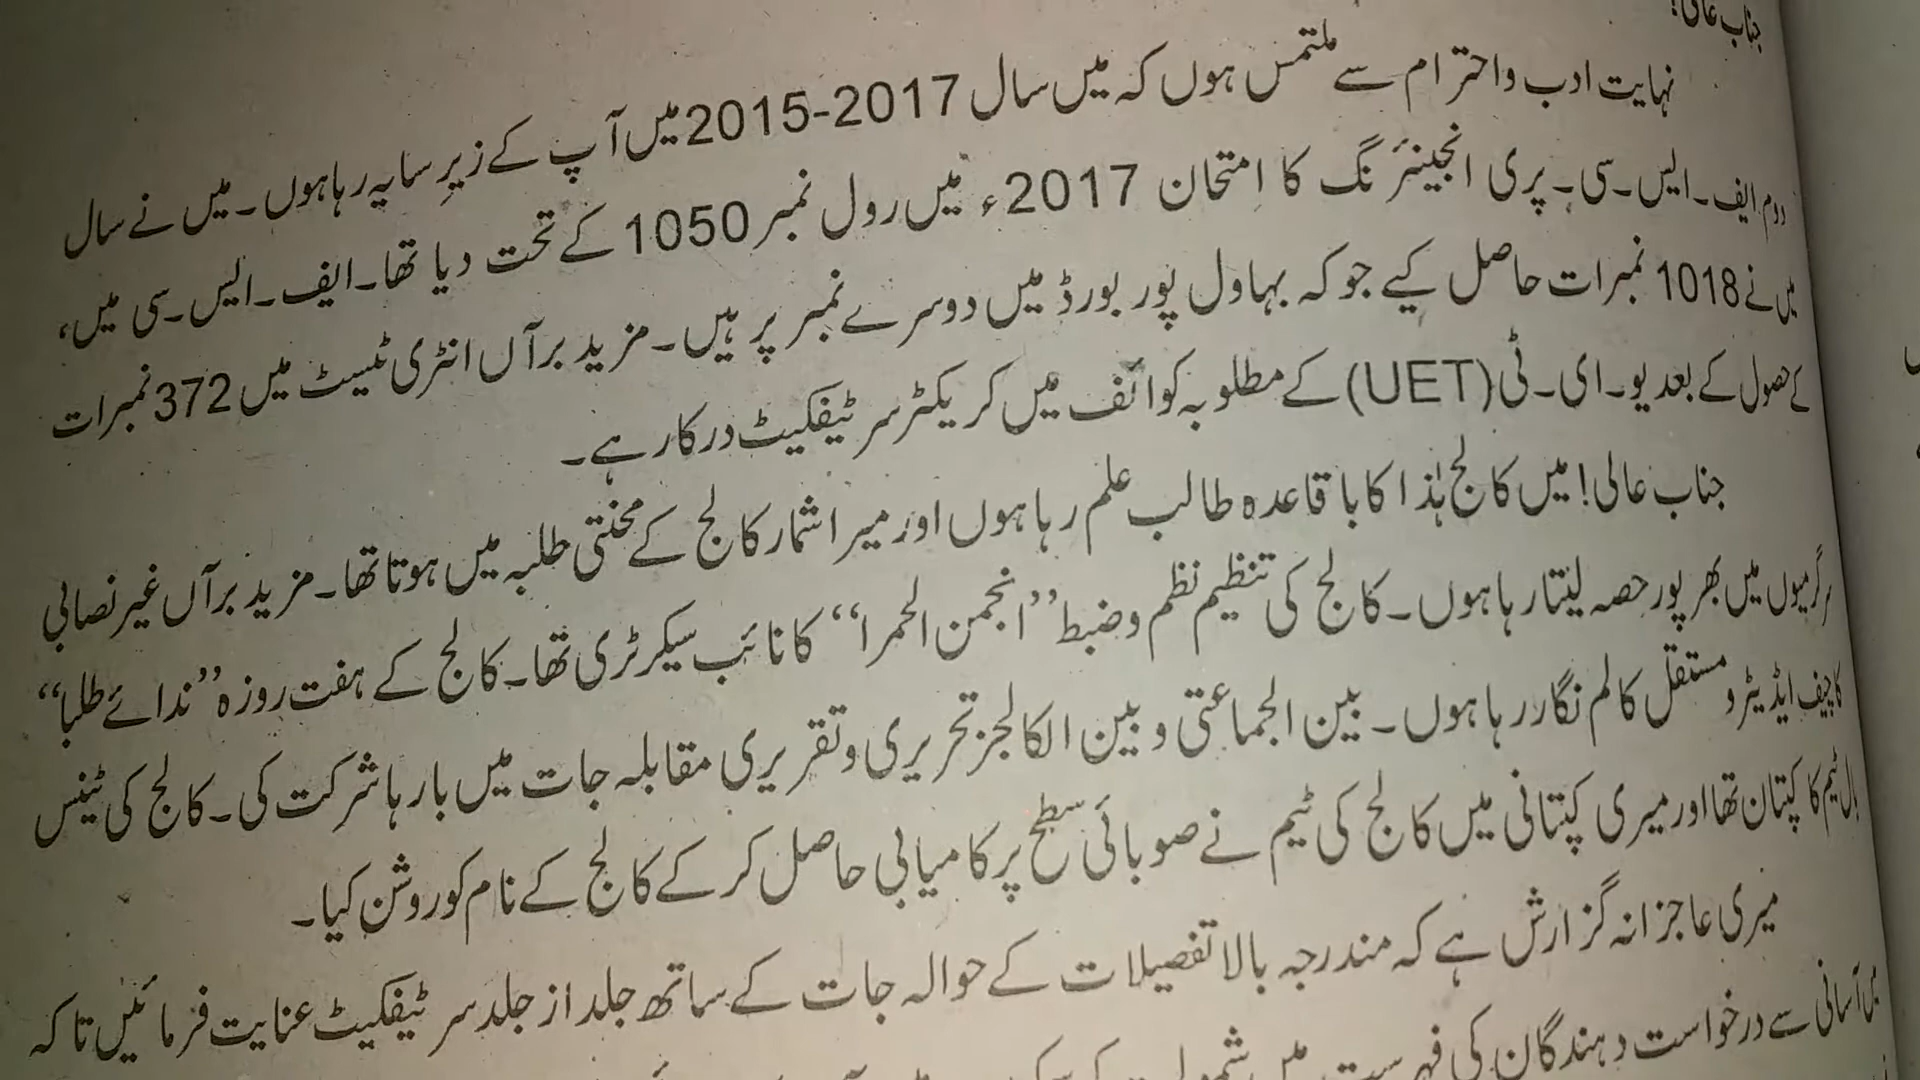 جناب عالی!
نہایت ادب واحترام سے ملتمس ہوں کہ میں سال 2017-2015 میں آپ کے زیرِ سایہ رہا ہوں۔ میں نے سال
دوم ایف۔ایس۔سی۔پری انجینئرنگ کا امتحان 2017ء میں رول نمبر 1050 کے تحت دیا تھا۔ایف۔ایس۔سی میں،
میں نے 1018 نمبرات حاصل کیے جو کہ بہاول پور بورڈ میں دوسرے نمبر پر ہیں۔ مزید برآں انٹری ٹیسٹ میں 372 نمبرات
کے حصول کے بعد یو۔ای۔ٹی (UET) کے مطلوبہ کوائف میں کریکٹر سرٹیفکیٹ درکار ہے۔
جناب عالی! میں کالج ہٰذا کا باقاعدہ طالب علم رہا ہوں اور میرا شمار کالج کے محنتی طلبہ میں ہوتا تھا۔ مزید برآں غیر نصابی
سرگرمیوں میں بھرپور حصہ لیتا رہا ہوں۔ کالج کی تنظیم نظم وضبط ’’انجمن الحمرا‘‘ کا نائب سیکرٹری تھا۔ کالج کے ہفت روزہ ’’ندائے طلبا‘‘
کا چیف ایڈیٹر و مستقل کالم نگار رہا ہوں۔ بین الجماعتی و بین الکالجز تحریری وتقریری مقابلہ جات میں بارہا شرکت کی۔ کالج کی ٹینس
بال ٹیم کا کپتان تھا اور میری کپتانی میں کالج کی ٹیم نے صوبائی سطح پر کامیابی حاصل کر کے کالج کے نام کو روشن کیا۔
میری عاجزانہ گزارش ہے کہ مندرجہ بالا تفصیلات کے حوالہ جات کے ساتھ جلد از جلد سرٹیفکیٹ عنایت فرمائیں تاکہ
میں آسانی سے درخواست دہندگان کی فہرست میں